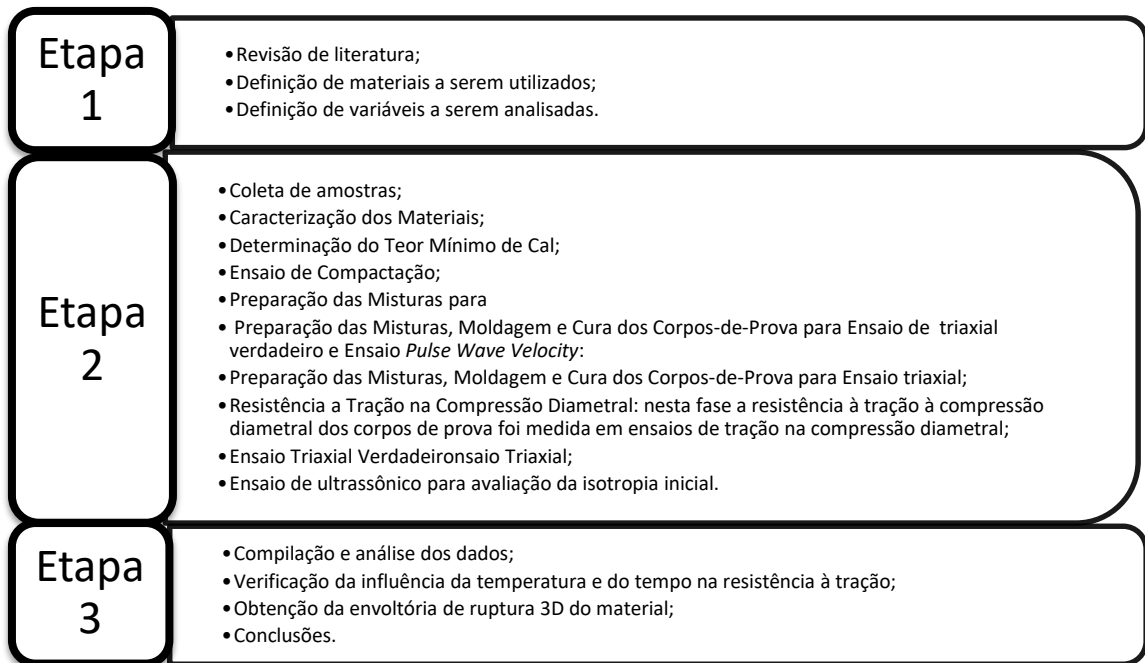 Etapa
1
•Revisão de literatura;
•Definição de materiais a serem utilizados;
•Definição de variáveis a serem analisadas.
Etapa
2
•Coleta de amostras;
•Caracterização dos Materiais;
•Determinação do Teor Mínimo de Cal;
•Ensaio de Compactação;
•Preparação das Misturas para
• Preparação das Misturas, Moldagem e Cura dos Corpos-de-Prova para Ensaio de  triaxial
verdadeiro e Ensaio Pulse Wave Velocity:
•Preparação das Misturas, Moldagem e Cura dos Corpos-de-Prova para Ensaio triaxial;
•Resistência a Tração na Compressão Diametral: nesta fase a resistência à tração à compressão
diametral dos corpos de prova foi medida em ensaios de tração na compressão diametral;
•Ensaio Triaxial Verdadeironsaio Triaxial;
•Ensaio de ultrassônico para avaliação da isotropia inicial.
Etapa
3
•Compilação e análise dos dados;
•Verificação da influência da temperatura e do tempo na resistência à tração;
•Obtenção da envoltória de ruptura 3D do material;
•Conclusões.